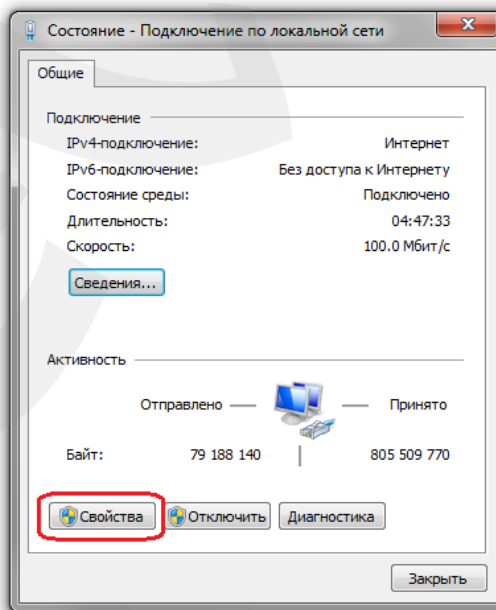 Состояние - Подключение по локальной сети
Общие
Подключение
IPv4-подключение: Интернет
IPv6-подключение: Без доступа к Интернету
Состояние среды: Подключено
Длительность: 04:47:33
Скорость: 100.0 Мбит/с
Сведения...
Активность
Отправлено — — Принято
Байт: 79 188 140 | 805 509 770
Свойства Отключить Диагностика
Закрыть